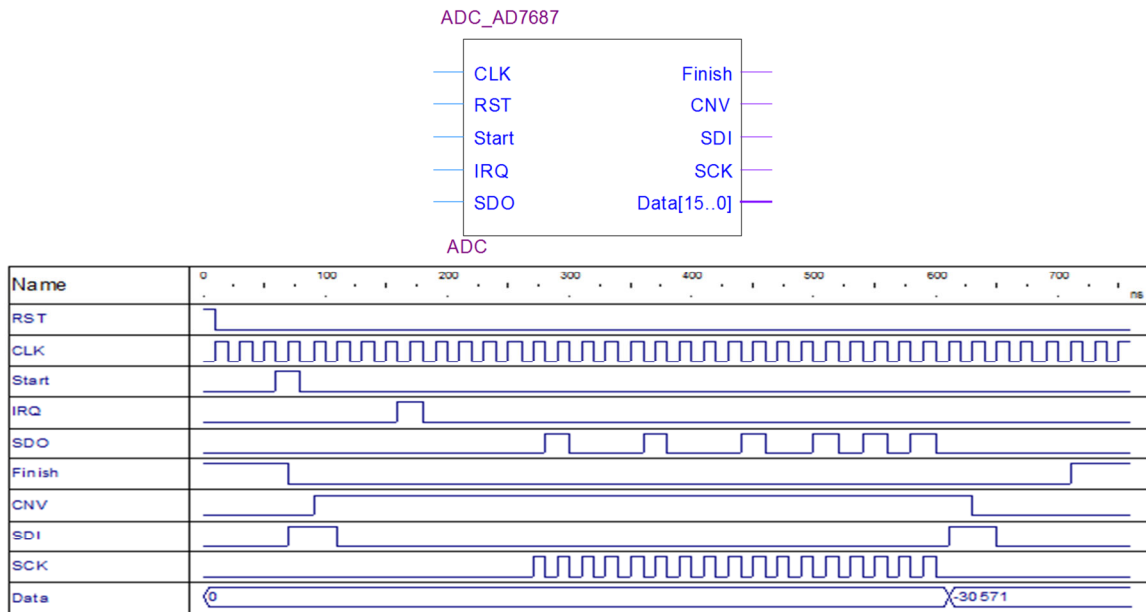 ADC_AD7687
CLK Finish
RST CNV
Start SDI
IRQ SCK
SDO Data[15..0]
ADC
Name 0 100 200 300 400 500 600 700 ns
RST
CLK
Start
IRQ
SDO
Finish
CNV
SDI
SCK
Data 0 -30571